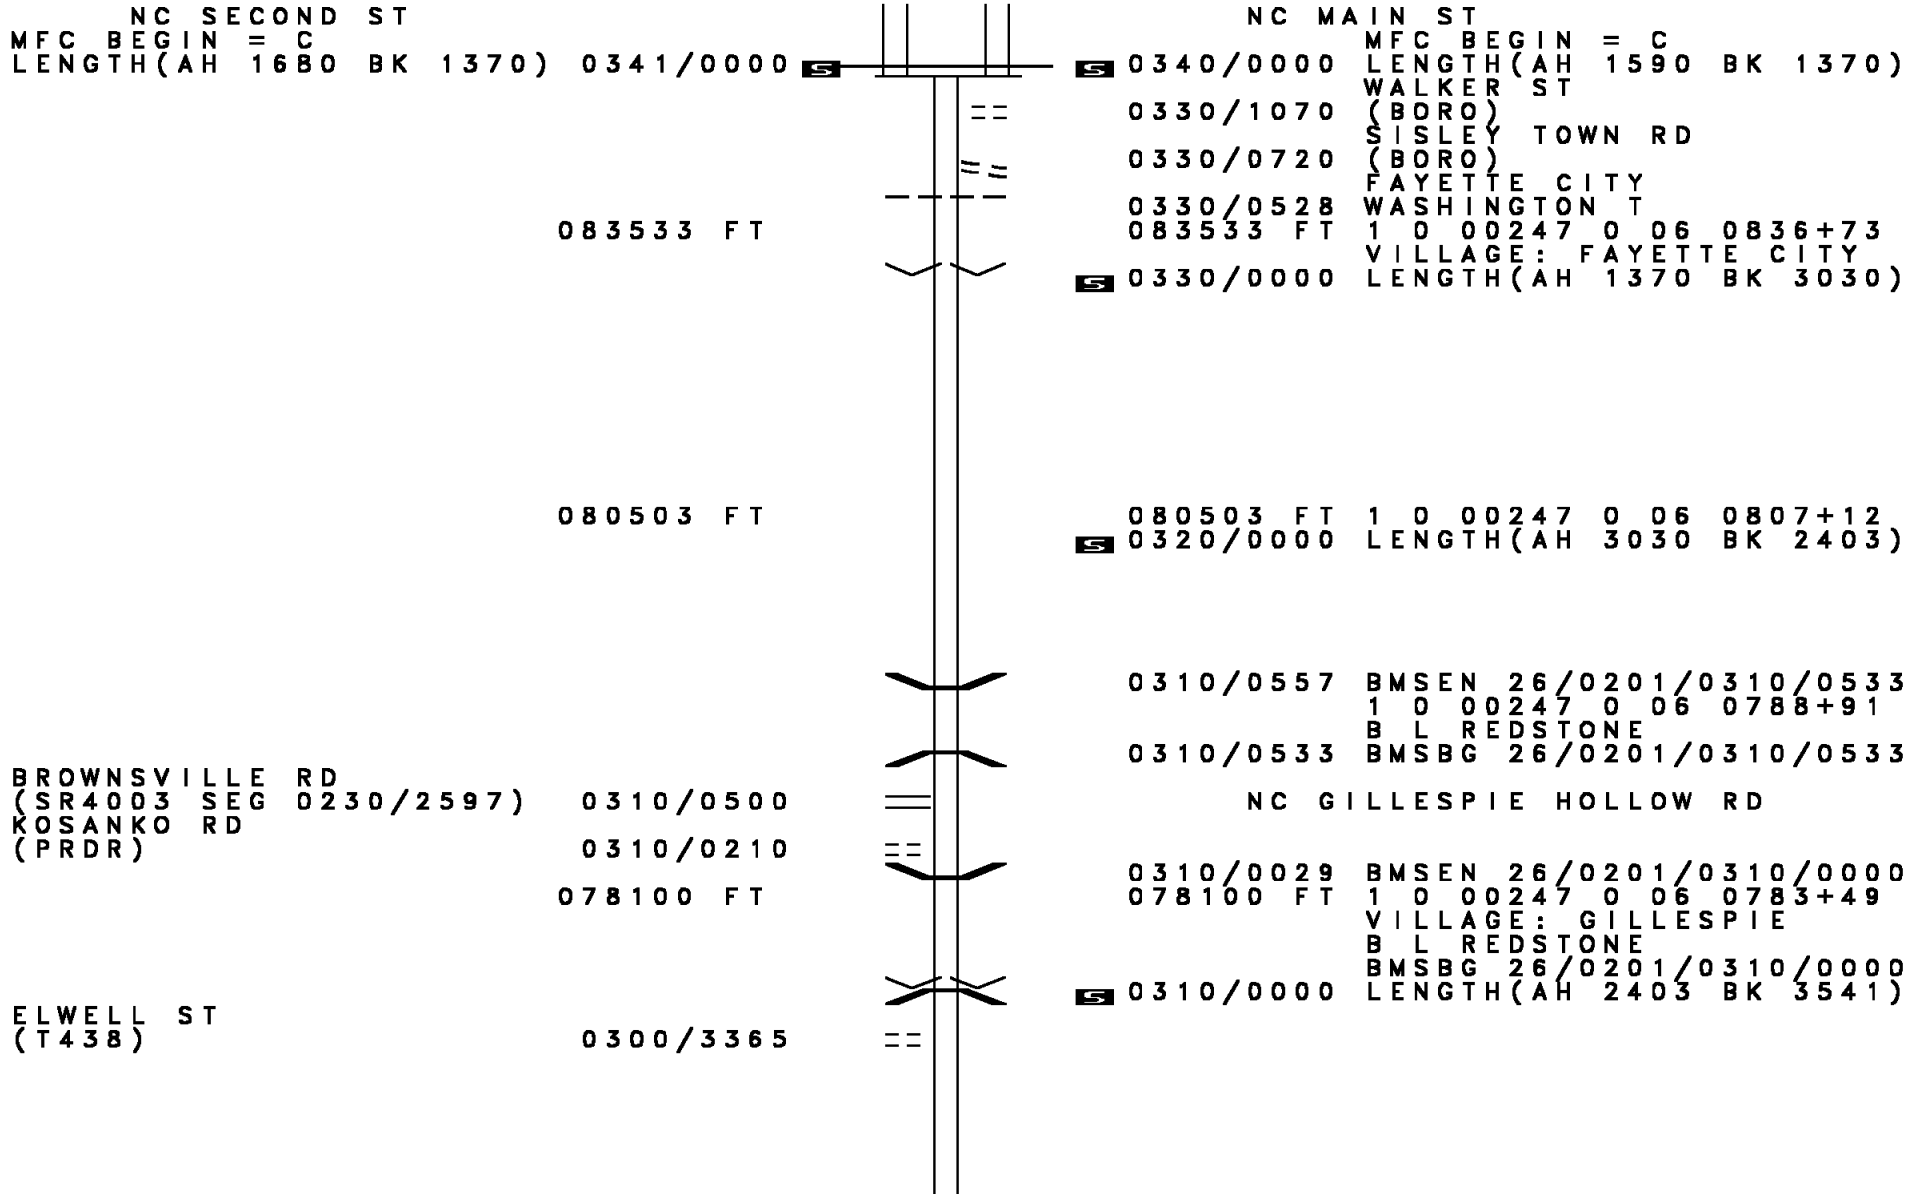 NC SECOND ST NC MAIN ST
MFC BEGIN = C MFC BEGIN = C
LENGTH(AH 1680 BK 1370) 0341/0000 S S 0340/0000 LENGTH(AH 1590 BK 1370)
WALKER ST
0330/1070 (BORO)
SISLEY TOWN RD
0330/0720 (BORO)
FAYETTE CITY
0330/0528 WASHINGTON T
083533 FT 083533 FT 1 0 00247 0 06 0836+73
VILLAGE: FAYETTE CITY
S 0330/0000 LENGTH(AH 1370 BK 3030)
080503 FT 080503 FT 1 0 00247 0 06 0807+12
S 0320/0000 LENGTH(AH 3030 BK 2403)
0310/0557 BMSEN 26/0201/0310/0533
1 0 00247 0 06 0788+91
B L REDSTONE
0310/0533 BMSBG 26/0201/0310/0533
BROWNSVILLE RD
(SR4003 SEG 0230/2597) 0310/0500 NC GILLESPIE HOLLOW RD
KOSANKO RD
(PRDR) 0310/0210
0310/0029 BMSEN 26/0201/0310/0000
078100 FT 078100 FT 1 0 00247 0 06 0783+49
VILLAGE: GILLESPIE
B L REDSTONE
BMSBG 26/0201/0310/0000
S 0310/0000 LENGTH(AH 2403 BK 3541)
ELWELL ST
(T438) 0300/3365